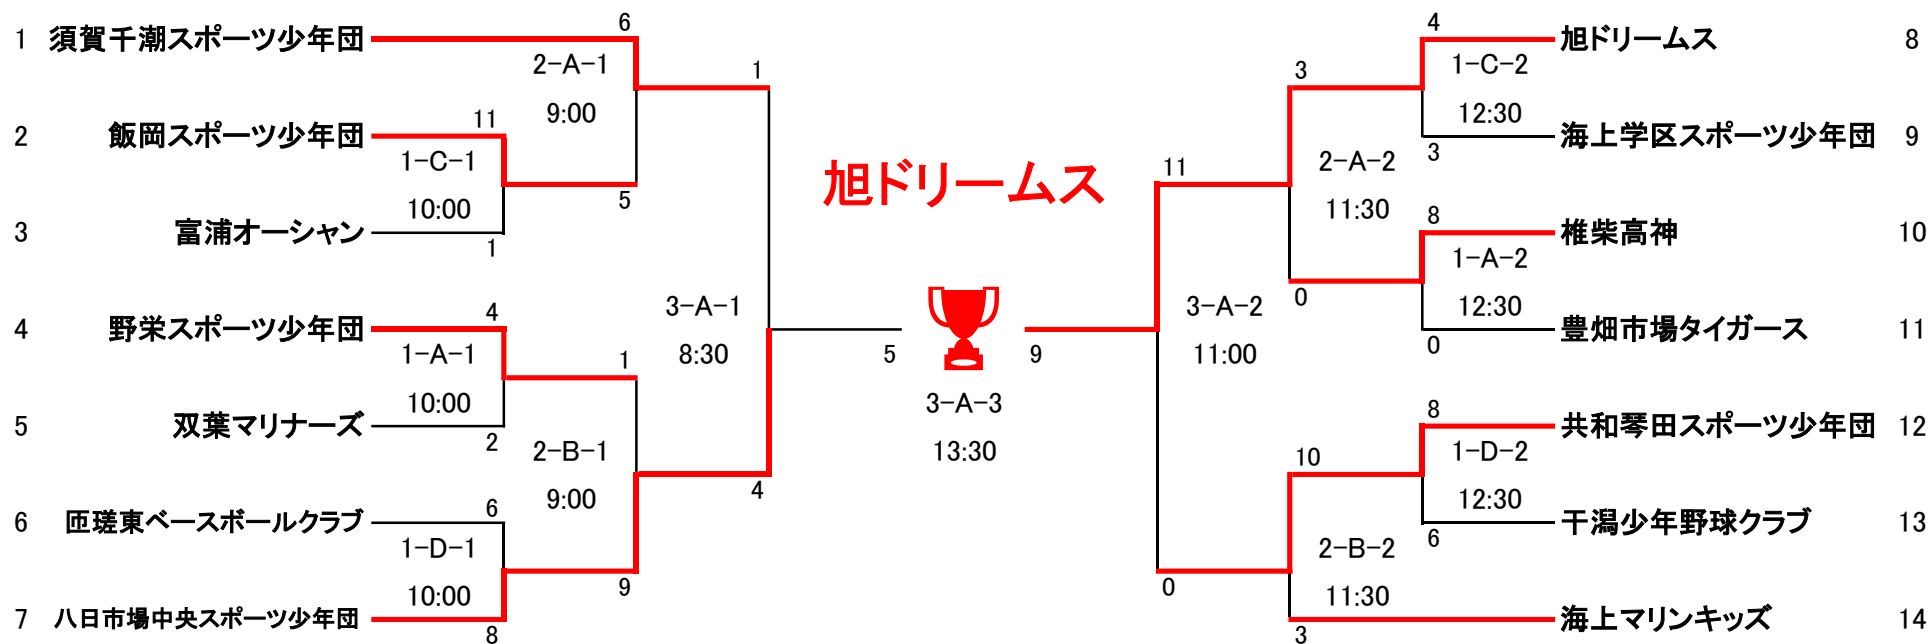 1 須賀千潮スポーツ少年団
6
2-A-1
9:00
1
2 飯岡スポーツ少年団
11
1-C-1
10:00
5
3 富浦オーシャン
1
4 野栄スポーツ少年団
4
1-A-1
10:00
1
3-A-1
8:30
5 双葉マリナーズ
2
2-B-1
9:00
4
6 匝瑳東ベースボールクラブ
6
1-D-1
10:00
9
7 八日市場中央スポーツ少年団
8
旭ドリームス
5
9
3-A-3
13:30
4
旭ドリームス 8
1-C-2
12:30
3
海上学区スポーツ少年団 9
3
2-A-2
11:30
11
8
椎柴高神 10
1-A-2
12:30
0
3-A-2
11:00
豊畑市場タイガース 11
0
8
共和琴田スポーツ少年団 12
1-D-2
12:30
10
干潟少年野球クラブ 13
6
2-B-2
11:30
0
海上マリンキッズ 14
3